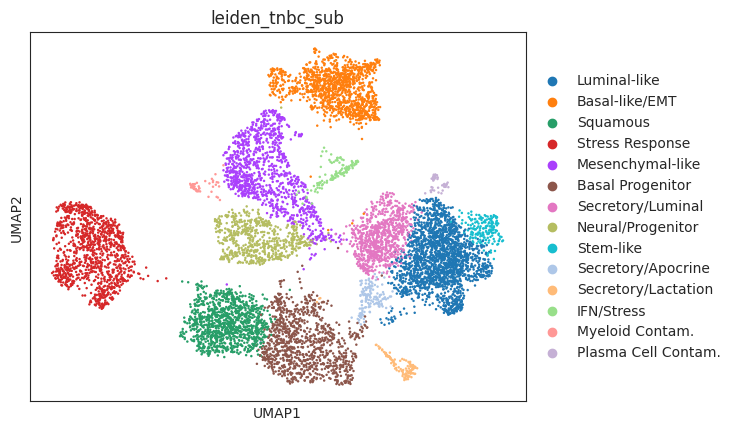 leiden_tnbc_sub
UMAP2
UMAP1
Luminal-like
Basal-like/EMT
Squamous
Stress Response
Mesenchymal-like
Basal Progenitor
Secretory/Luminal
Neural/Progenitor
Stem-like
Secretory/Apocrine
Secretory/Lactation
IFN/Stress
Myeloid Contam.
Plasma Cell Contam.